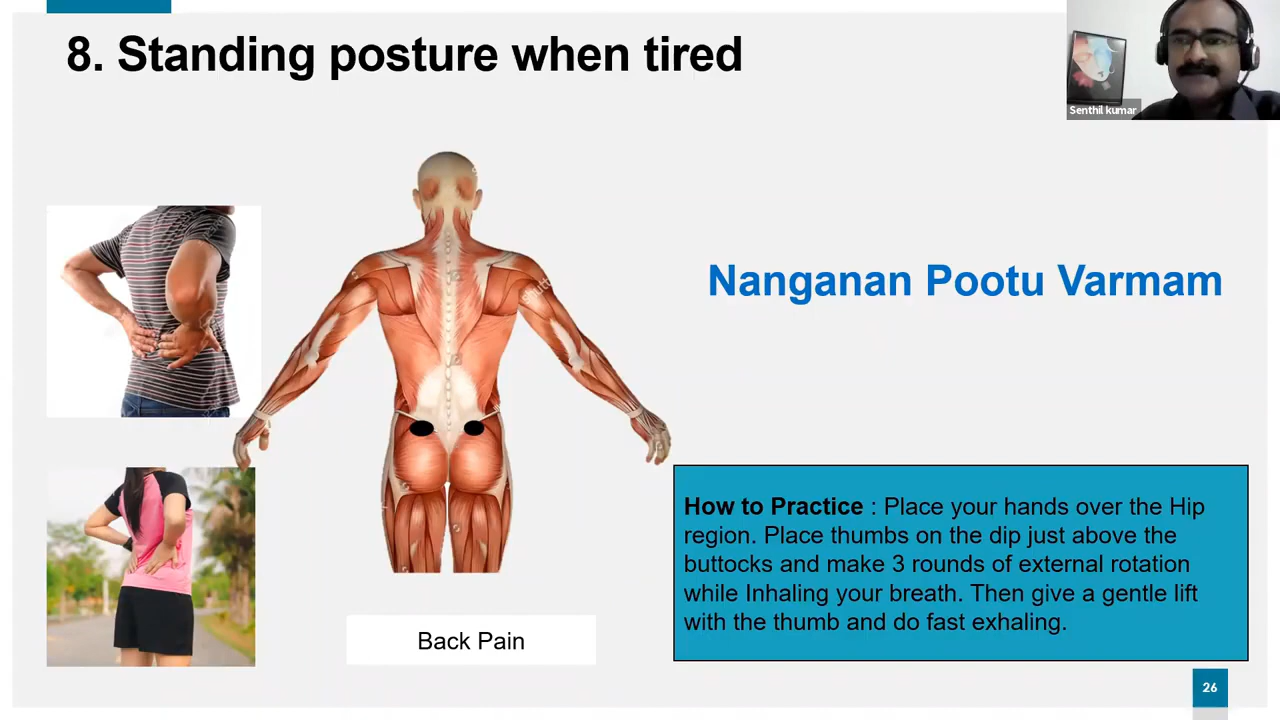 8. Standing posture when tired
Senthil kumar
Nanganan Pootu Varmam
How to Practice : Place your hands over the Hip
region. Place thumbs on the dip just above the
buttocks and make 3 rounds of external rotation
while Inhaling your breath. Then give a gentle lift
with the thumb and do fast exhaling.
Back Pain
26